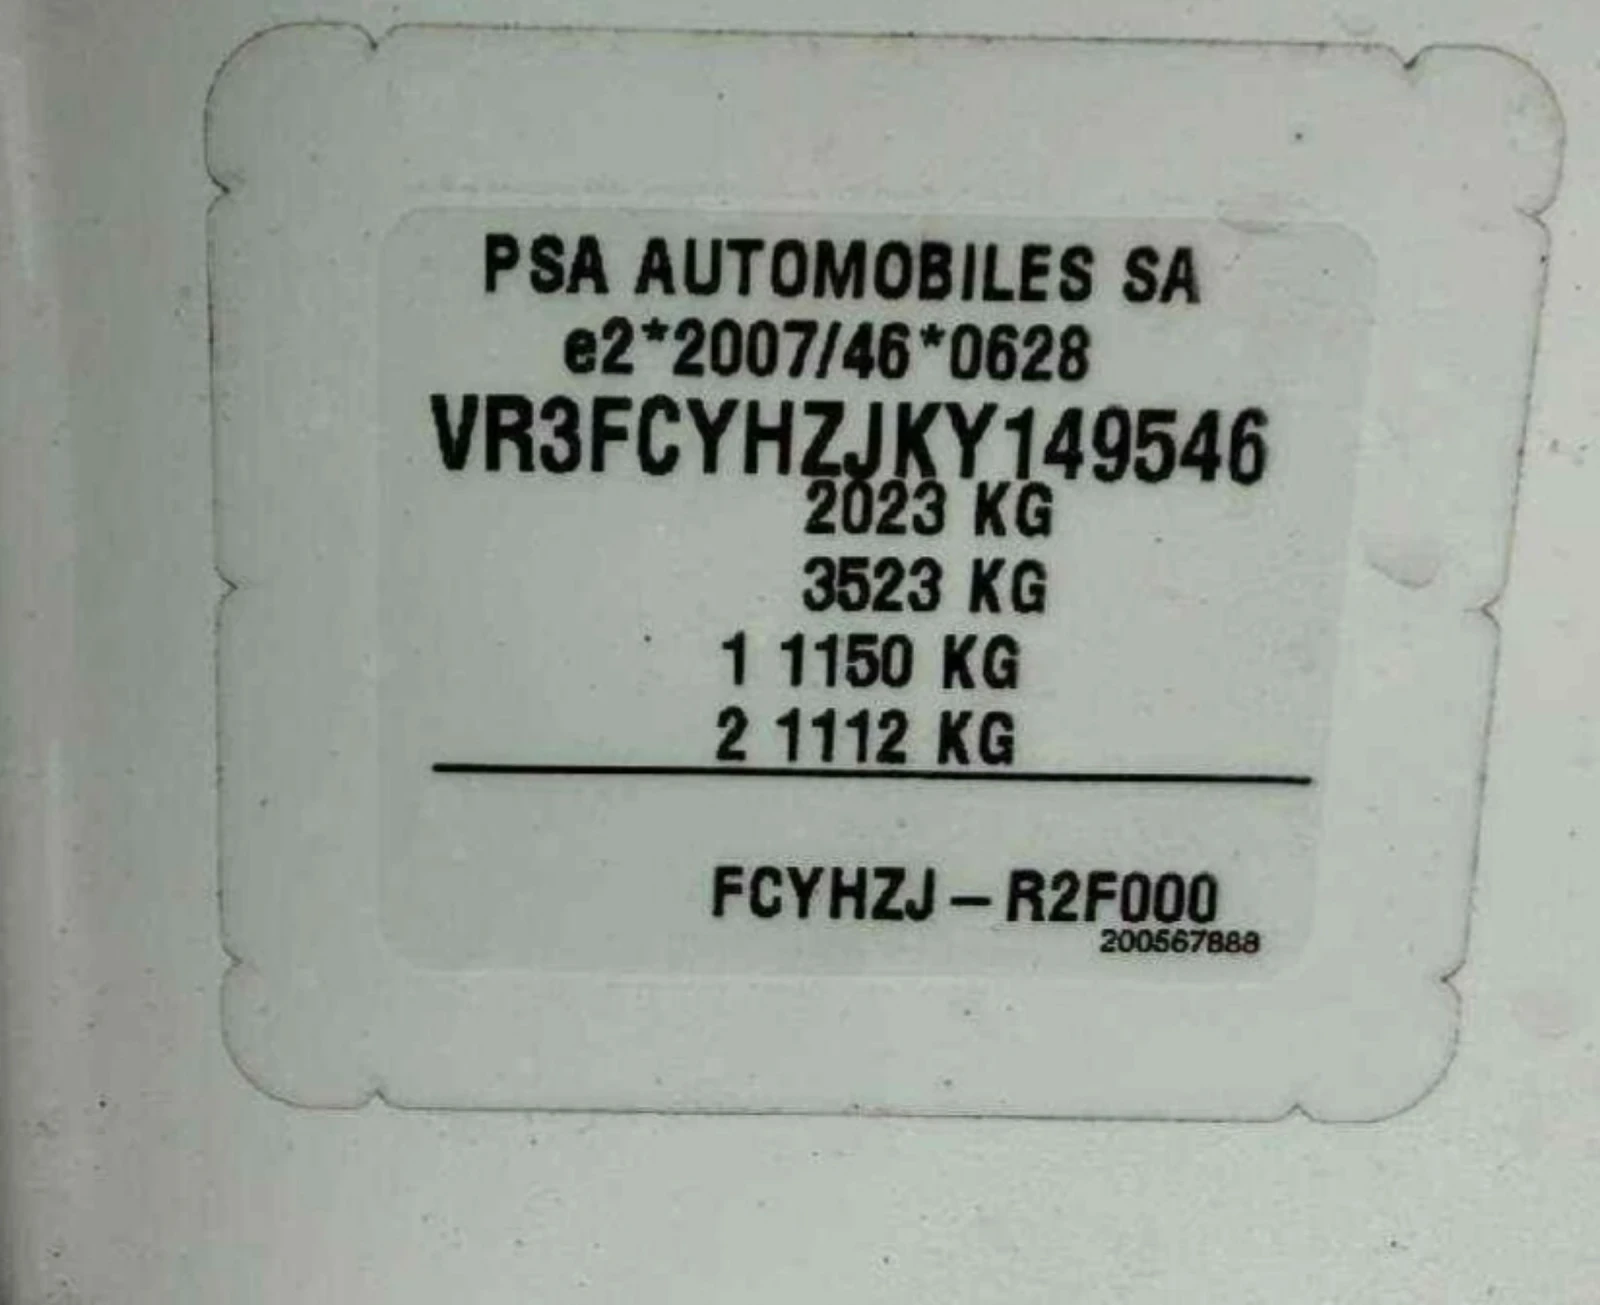 PSA AUTOMOBILES SA
e2*2007/46*0628
VR3FCYHZJKY149546
2023 KG
3523 KG
1 1150 KG
2 1112 KG
FCYHZJ – R2F000
200567888